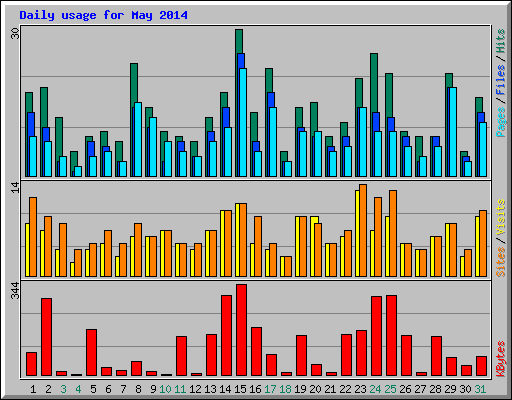 Daily usage for May 2014
30
Pages / Files / Hits
14
Sites / Visits
344
KBytes
1 2 3 4 5 6 7 8 9 10 11 12 13 14 15 16 17 18 19 20 21 22 23 24 25 26 27 28 29 30 31